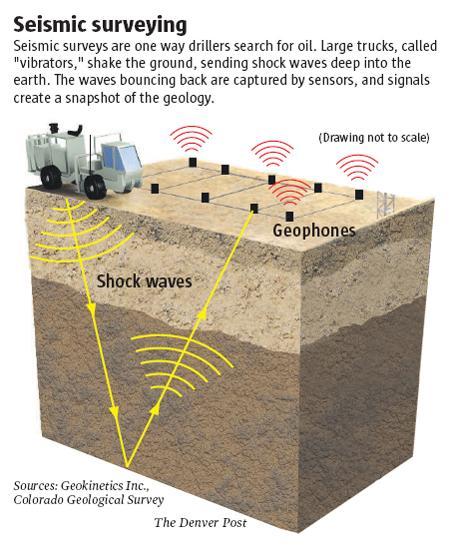 Seismic surveying
Seismic surveys are one way drillers search for oil. Large trucks, called
"vibrators," shake the ground, sending shock waves deep into the
earth. The waves bouncing back are captured by sensors, and signals
create a snapshot of the geology.
(Drawing not to scale)
Geophones
Shock waves
Sources: Geokinetics Inc.,
Colorado Geological Survey
The Denver Post